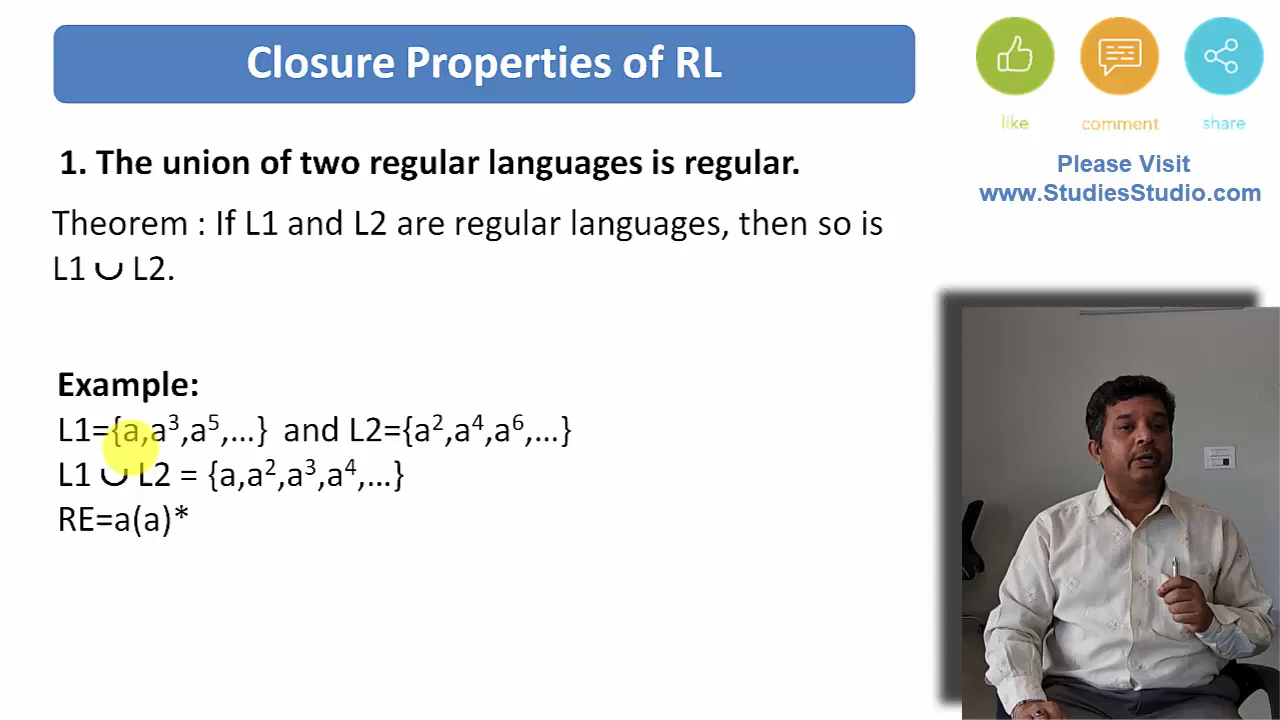 Closure Properties of RL
like
comment
share
Please Visit
www.StudiesStudio.com
1. The union of two regular languages is regular.
Theorem : If L1 and L2 are regular languages, then so is
L1 ∪ L2.
Example:
L1={a,a³,a⁵,...} and L2={a²,a⁴,a⁶,...}
L1 ∪ L2 = {a,a²,a³,a⁴,...}
RE=a(a)*